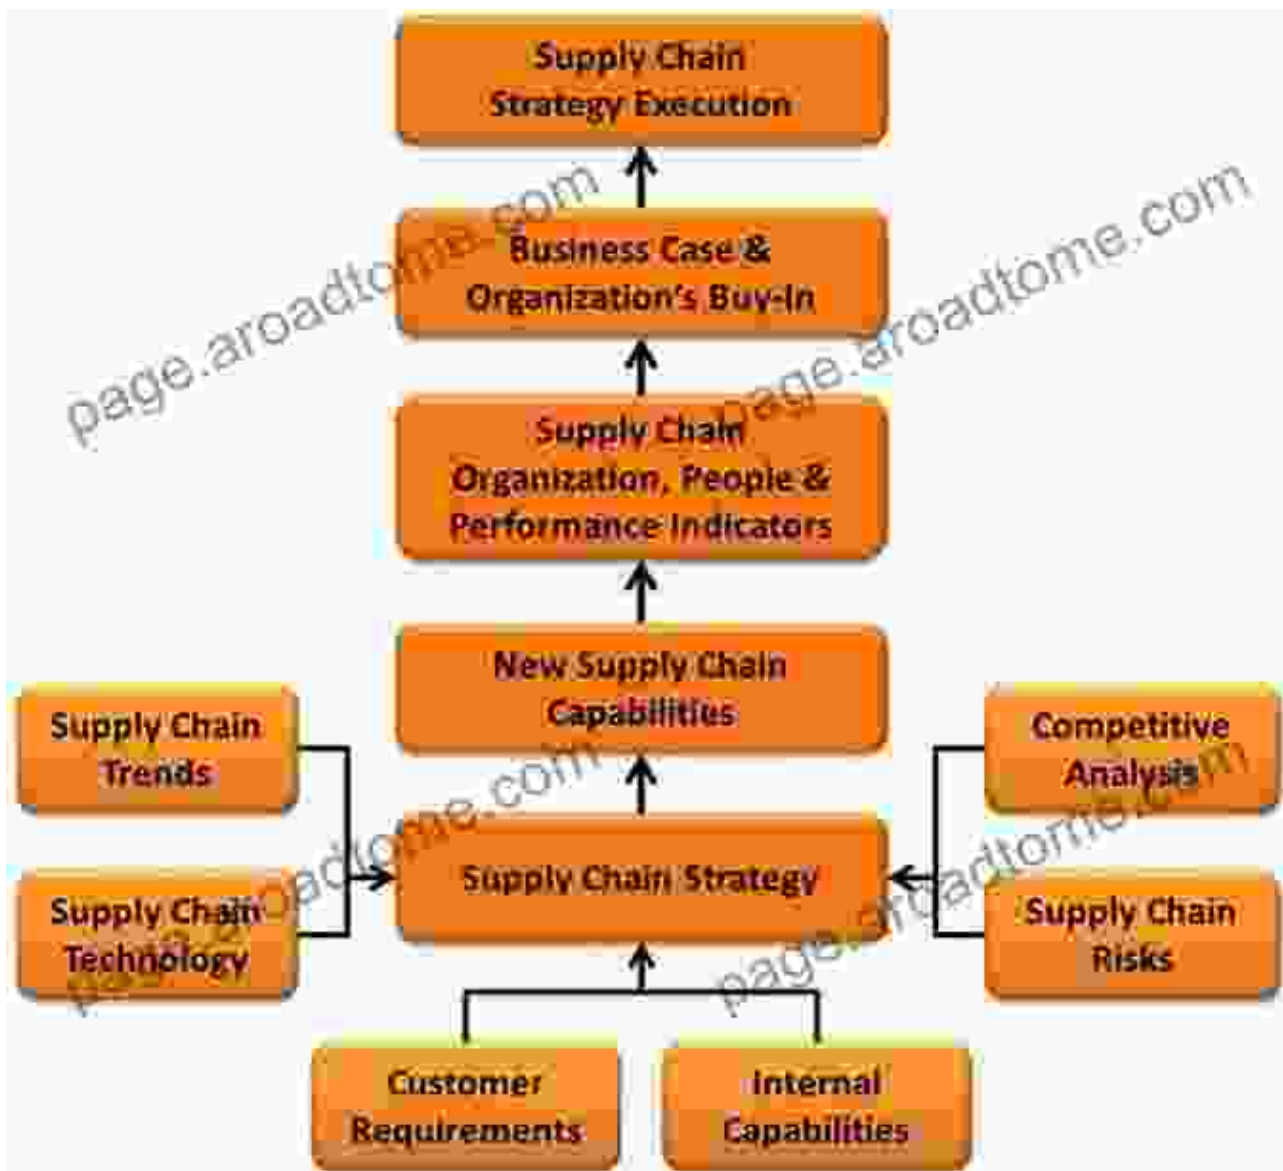 Supply Chain
Strategy Execution
Business Case &
Organization's Buy-In
Supply Chain
Organization, People &
Performance Indicators
New Supply Chain
Capabilities
Supply Chain
Trends
Competitive
Analysis
Supply Chain Strategy
Supply Chain
Technology
Supply Chain
Risks
Customer
Requirements
Internal
Capabilities
page.aroadtome.com
page.aroadtome.com
page.aroadtome.com
page.aroadtome.com